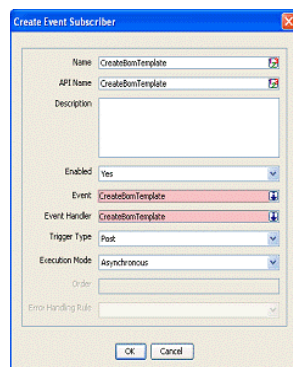 Create Event Subscriber
Name CreateBomTemplate
API Name CreateBomTemplate
Description
Enabled Yes
Event CreateBomTemplate
Event Handler CreateBomTemplate
Trigger Type Post
Execution Mode Asynchronous
Order
Error Handling Rule
OK Cancel